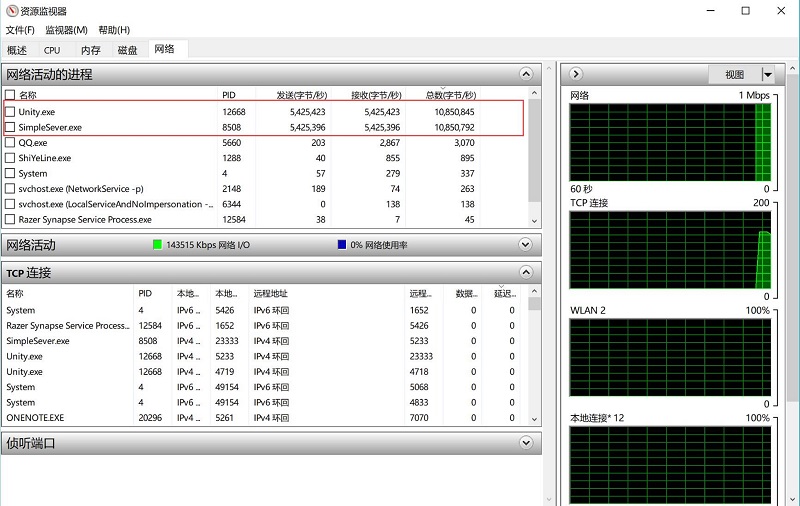 资源监视器
文件(F) 监视器(M) 帮助(H)
概述 CPU 内存 磁盘 网络
网络活动的进程
名称 PID 发送(字节/秒) 接收(字节/秒) 总数(字节/秒)
Unity.exe 12668 5,425,423 5,425,423 10,850,845
SimpleSever.exe 8508 5,425,396 5,425,396 10,850,792
QQ.exe 5660 203 2,867 3,070
ShiYeLine.exe 1288 40 855 895
System 4 57 279 337
svchost.exe (NetworkService -p) 2148 189 74 263
svchost.exe (LocalServiceAndNoImpersonation -... 6344 0 138 138
Razer Synapse Service Process.exe 12584 38 7 45
网络活动 143515 Kbps 网络 I/O 0% 网络使用率
TCP 连接
名称 PID 本地... 本地... 远程地址 远程... 数据... 延迟...
System 4 IPv6 ... 5426 IPv6 环回 1652 0 0
Razer Synapse Service Process... 12584 IPv6 ... 1652 IPv6 环回 5426 0 0
SimpleSever.exe 8508 IPv4 ... 23333 IPv4 环回 5233 0 0
Unity.exe 12668 IPv4 ... 5233 IPv4 环回 23333 0 0
Unity.exe 12668 IPv4 ... 4719 IPv4 环回 4718 0 0
System 4 IPv6 ... 49154 IPv6 环回 5068 0 0
System 4 IPv6 ... 49154 IPv6 环回 4833 0 0
ONENOTE.EXE 20296 IPv4 ... 5261 IPv4 环回 7070 0 0
侦听端口
视图
网络 1 Mbps
60 秒 0
TCP 连接 200
0
WLAN 2 100%
0
本地连接* 12 100%